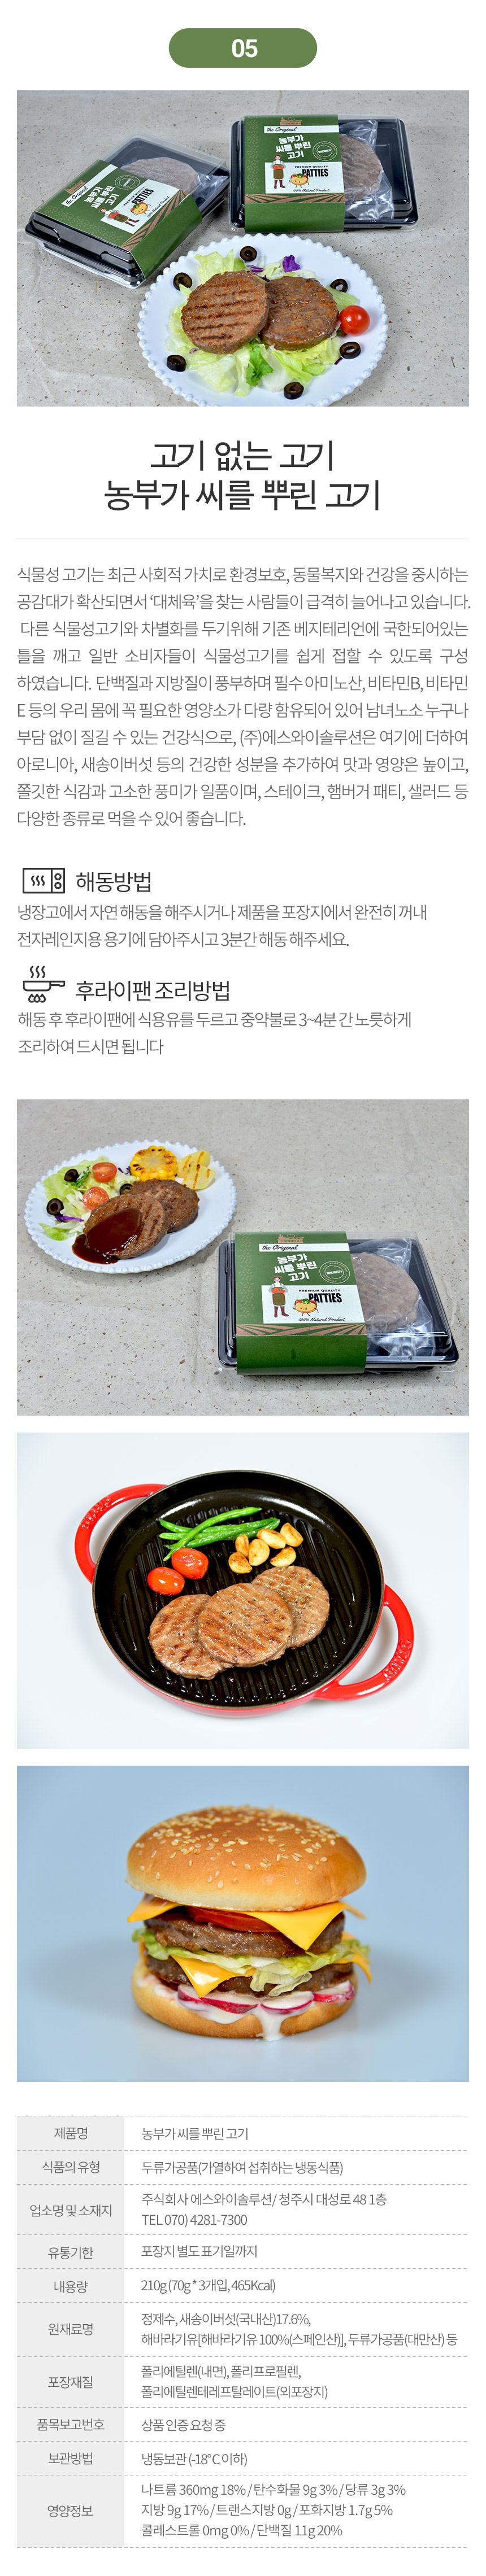 05
the Original
농부가
씨를 뿌린
고기
PREMIUM QUALITY
PATTIES
100% Natural Product
the Original
농부가
씨를 뿌린
고기
PREMIUM QUALITY
PATTIES
100% Natural Product
고기 없는 고기
농부가 씨를 뿌린 고기
식물성 고기는 최근 사회적 가치로 환경보호, 동물복지와 건강을 중시하는
공감대가 확산되면서 ‘대체육’을 찾는 사람들이 급격히 늘어나고 있습니다.
다른 식물성고기와 차별화를 두기위해 기존 베지테리언에 국한되어있는
틀을 깨고 일반 소비자들이 식물성고기를 쉽게 접할 수 있도록 구성
하였습니다. 단백질과 지방질이 풍부하며 필수 아미노산, 비타민B, 비타민
E 등의 우리 몸에 꼭 필요한 영양소가 다량 함유되어 있어 남녀노소 누구나
부담 없이 질길 수 있는 건강식으로, (주)에스와이솔루션은 여기에 더하여
아로니아, 새송이버섯 등의 건강한 성분을 추가하여 맛과 영양은 높이고,
쫄깃한 식감과 고소한 풍미가 일품이며, 스테이크, 햄버거 패티, 샐러드 등
다양한 종류로 먹을 수 있어 좋습니다.
해동방법
냉장고에서 자연 해동을 해주시거나 제품을 포장지에서 완전히 꺼내
전자레인지용 용기에 담아주시고 3분간 해동 해주세요.
후라이팬 조리방법
해동 후 후라이팬에 식용유를 두르고 중약불로 3~4분 간 노릇하게
조리하여 드시면 됩니다
the Original
농부가
씨를 뿌린
고기
PREMIUM QUALITY
PATTIES
100% Natural Product
제품명 농부가 씨를 뿌린 고기
식품의 유형 두류가공품(가열하여 섭취하는 냉동식품)
업소명 및 소재지 주식회사 에스와이솔루션/ 청주시 대성로 48 1층
TEL 070) 4281-7300
유통기한 포장지 별도 표기일까지
내용량 210g (70g * 3개입, 465Kcal)
원재료명 정제수, 새송이버섯(국내산)17.6%,
해바라기유[해바라기유 100%(스페인산)], 두류가공품(대만산) 등
포장재질 폴리에틸렌(내면), 폴리프로필렌,
폴리에틸렌테레프탈레이트(외포장지)
품목보고번호 상품 인증 요청 중
보관방법 냉동보관 (-18°C 이하)
영양정보 나트륨 360mg 18% / 탄수화물 9g 3% / 당류 3g 3%
지방 9g 17% / 트랜스지방 0g / 포화지방 1.7g 5%
콜레스트롤 0mg 0% / 단백질 11g 20%